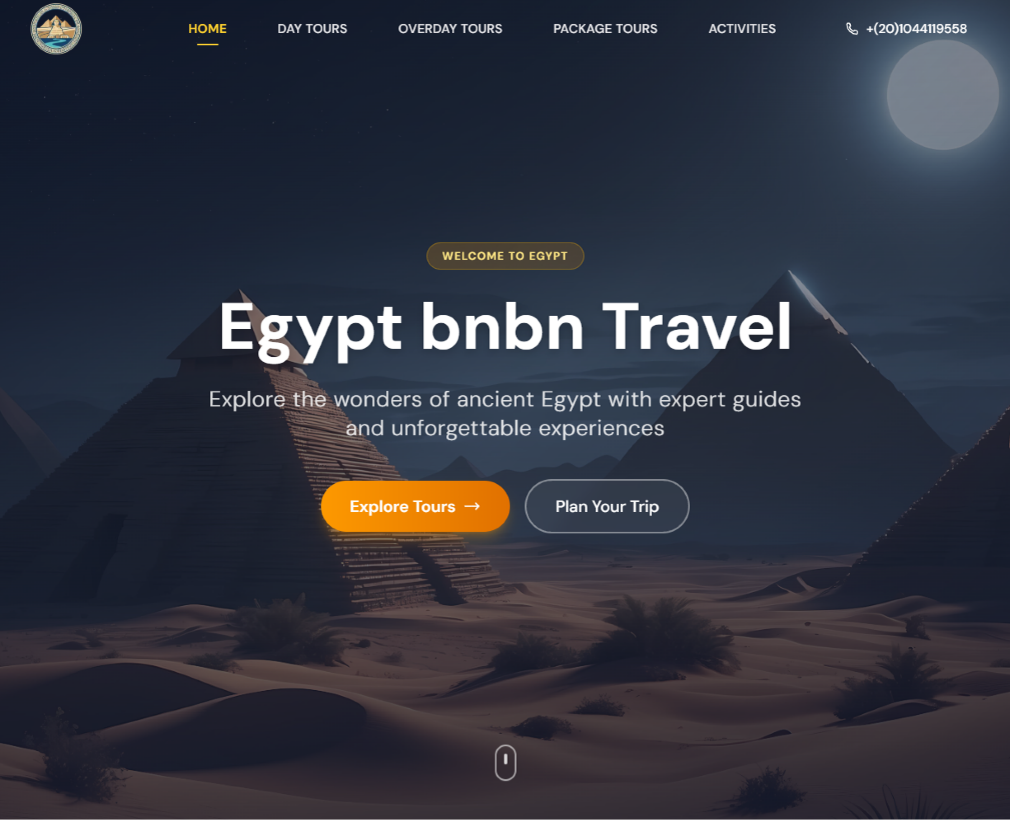 HOME
DAY TOURS
OVERDAY TOURS
PACKAGE TOURS
ACTIVITIES
+(20)1044119558
WELCOME TO EGYPT
Egypt bnbn Travel
Explore the wonders of ancient Egypt with expert guides
and unforgettable experiences
Explore Tours →
Plan Your Trip